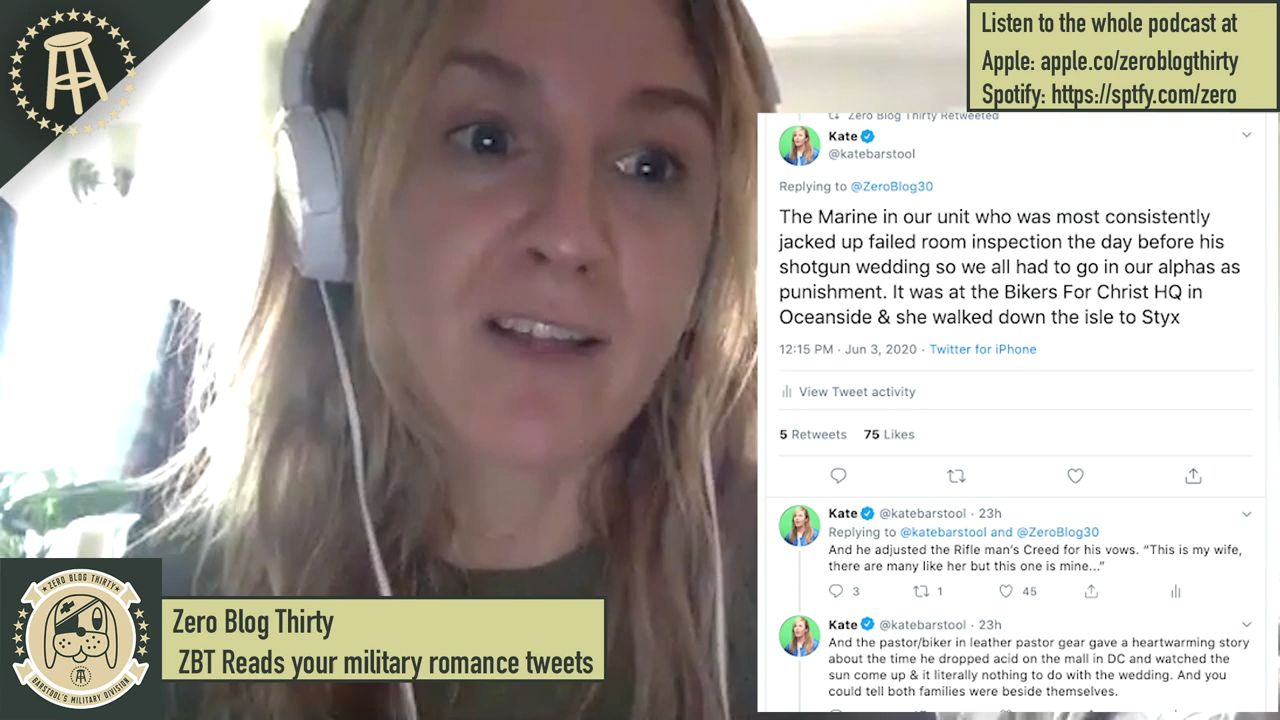 Listen to the whole podcast at
Apple: apple.co/zeroblogthirty
Spotify: https://sptfy.com/zero
Zero Blog Thirty Retweeted
Kate
@katebarstool
Replying to @ZeroBlog30
The Marine in our unit who was most consistently
jacked up failed room inspection the day before his
shotgun wedding so we all had to go in our alphas as
punishment. It was at the Bikers For Christ HQ in
Oceanside & she walked down the isle to Styx
12:15 PM · Jun 3, 2020 · Twitter for iPhone
View Tweet activity
5 Retweets 75 Likes
Kate @katebarstool · 23h
Replying to @katebarstool and @ZeroBlog30
And he adjusted the Rifle man's Creed for his vows. "This is my wife,
there are many like her but this one is mine..."
3 1 45
Kate @katebarstool · 23h
And the pastor/biker in leather pastor gear gave a heartwarming story
about the time he dropped acid on the mall in DC and watched the
sun come up & it literally nothing to do with the wedding. And you
could tell both families were beside themselves.
ZERO BLOG THIRTY
BARSTOOL'S MILITARY DIVISION
Zero Blog Thirty
ZBT Reads your military romance tweets